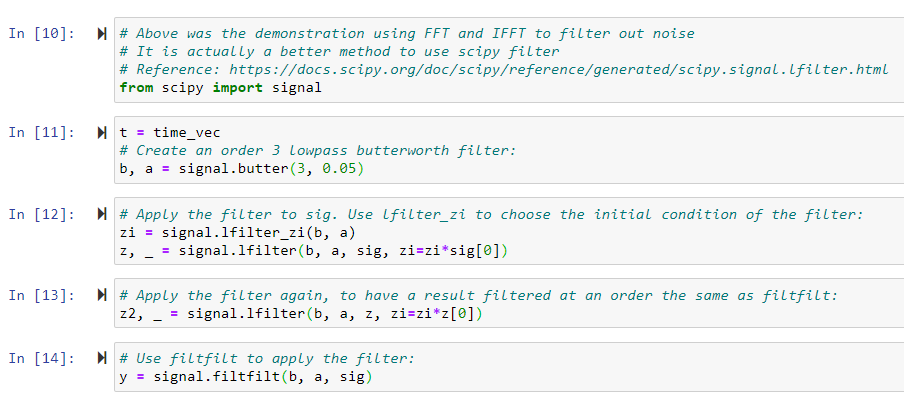 In [10]: # Above was the demonstration using FFT and IFFT to filter out noise
# It is actually a better method to use scipy filter
# Reference: https://docs.scipy.org/doc/scipy/reference/generated/scipy.signal.lfilter.html
from scipy import signal
In [11]: t = time_vec
# Create an order 3 lowpass butterworth filter:
b, a = signal.butter(3, 0.05)
In [12]: # Apply the filter to sig. Use lfilter_zi to choose the initial condition of the filter:
zi = signal.lfilter_zi(b, a)
z, _ = signal.lfilter(b, a, sig, zi=zi*sig[0])
In [13]: # Apply the filter again, to have a result filtered at an order the same as filtfilt:
z2, _ = signal.lfilter(b, a, z, zi=zi*z[0])
In [14]: # Use filtfilt to apply the filter:
y = signal.filtfilt(b, a, sig)